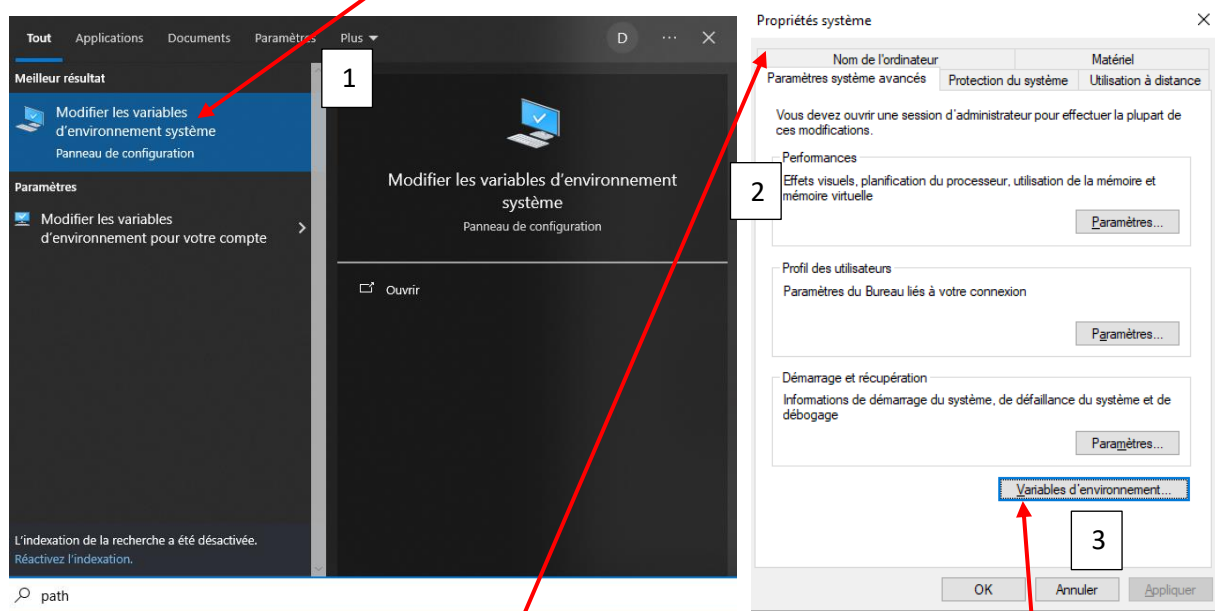 Tout Applications Documents Paramètres Plus D ... ×
1
Meilleur résultat
Modifier les variables
d'environnement système
Panneau de configuration
Paramètres
Modifier les variables
d'environnement pour votre compte
L'indexation de la recherche a été désactivée.
Réactivez l'indexation.
path
Modifier les variables d'environnement
système
Panneau de configuration
Ouvrir
Propriétés système
Nom de l'ordinateur Matériel
Paramètres système avancés Protection du système Utilisation à distance
Vous devez ouvrir une session d'administrateur pour effectuer la plupart de
ces modifications.
2
Performances
Effets visuels, planification du processeur, utilisation de la mémoire et
mémoire virtuelle
Paramètres...
Profil des utilisateurs
Paramètres du Bureau liés à votre connexion
Paramètres...
Démarrage et récupération
Informations de démarrage du système, de défaillance du système et de
débogage
Paramètres...
Variables d'environnement...
3
OK Annuler Appliquer